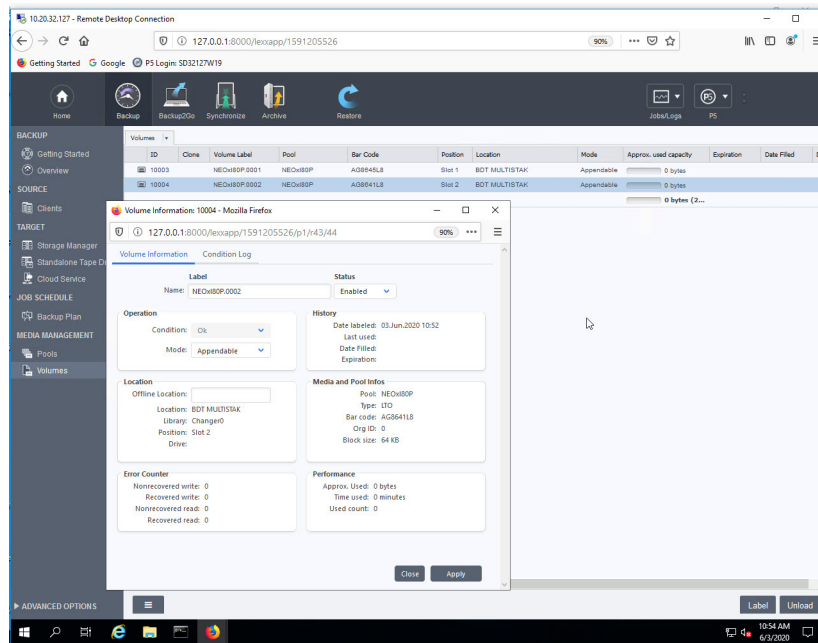 10.20.32.127 - Remote Desktop Connection
127.0.0.1:8000/lexxapp/1591205526
90%
Getting Started Google P5 Login: SD32127W19
Home Backup Backup2Go Synchronize Archive Restore Jobs/Logs P5
BACKUP
Getting Started
Overview
SOURCE
Clients
TARGET
Storage Manager
Standalone Tape
Cloud Service
JOB SCHEDULE
Backup Plan
MEDIA MANAGEMENT
Pools
Volumes
ADVANCED OPTIONS
Volumes
ID Clone Volume Label Pool Bar Code Position Location Mode Approx. used capacity Expiration Date Filled
10003 NEOxl80P.0001 NEOxl80P AG8645L8 Slot 1 BDT MULTISTAK Appendable 0 bytes
10004 NEOxl80P.0002 NEOxl80P AG8641L8 Slot 2 BDT MULTISTAK Appendable 0 bytes
0 bytes (2...
Volume Information: 10004 - Mozilla Firefox
127.0.0.1:8000/lexxapp/1591205526/p1/r43/44
90%
Volume Information Condition Log
Label
Name: NEOxl80P.0002
Status
Enabled
Operation
Condition: Ok
Mode: Appendable
History
Date labeled: 03.Jun.2020 10:52
Last used:
Date Filled:
Expiration:
Location
Offline Location:
Location: BDT MULTISTAK
Library: Changer0
Position: Slot 2
Drive:
Media and Pool Infos
Pool: NEOxl80P
Type: LTO
Bar code: AG8641L8
Org ID: 0
Block size: 64 KB
Error Counter
Nonrecovered write: 0
Recovered write: 0
Nonrecovered read: 0
Recovered read: 0
Performance
Approx. Used: 0 bytes
Time used: 0 minutes
Used count: 0
Close Apply
Label Unload
10:54 AM
6/3/2020